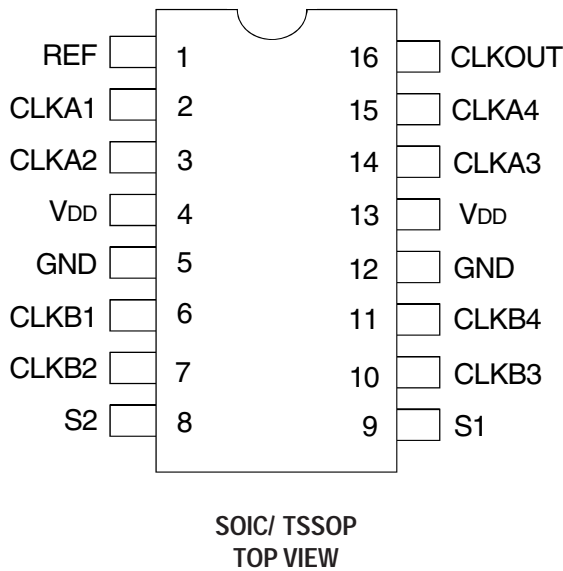 REF 1 16 CLKOUT
CLKA1 2 15 CLKA4
CLKA2 3 14 CLKA3
VDD 4 13 VDD
GND 5 12 GND
CLKB1 6 11 CLKB4
CLKB2 7 10 CLKB3
S2 8 9 S1
SOIC/ TSSOP
TOP VIEW